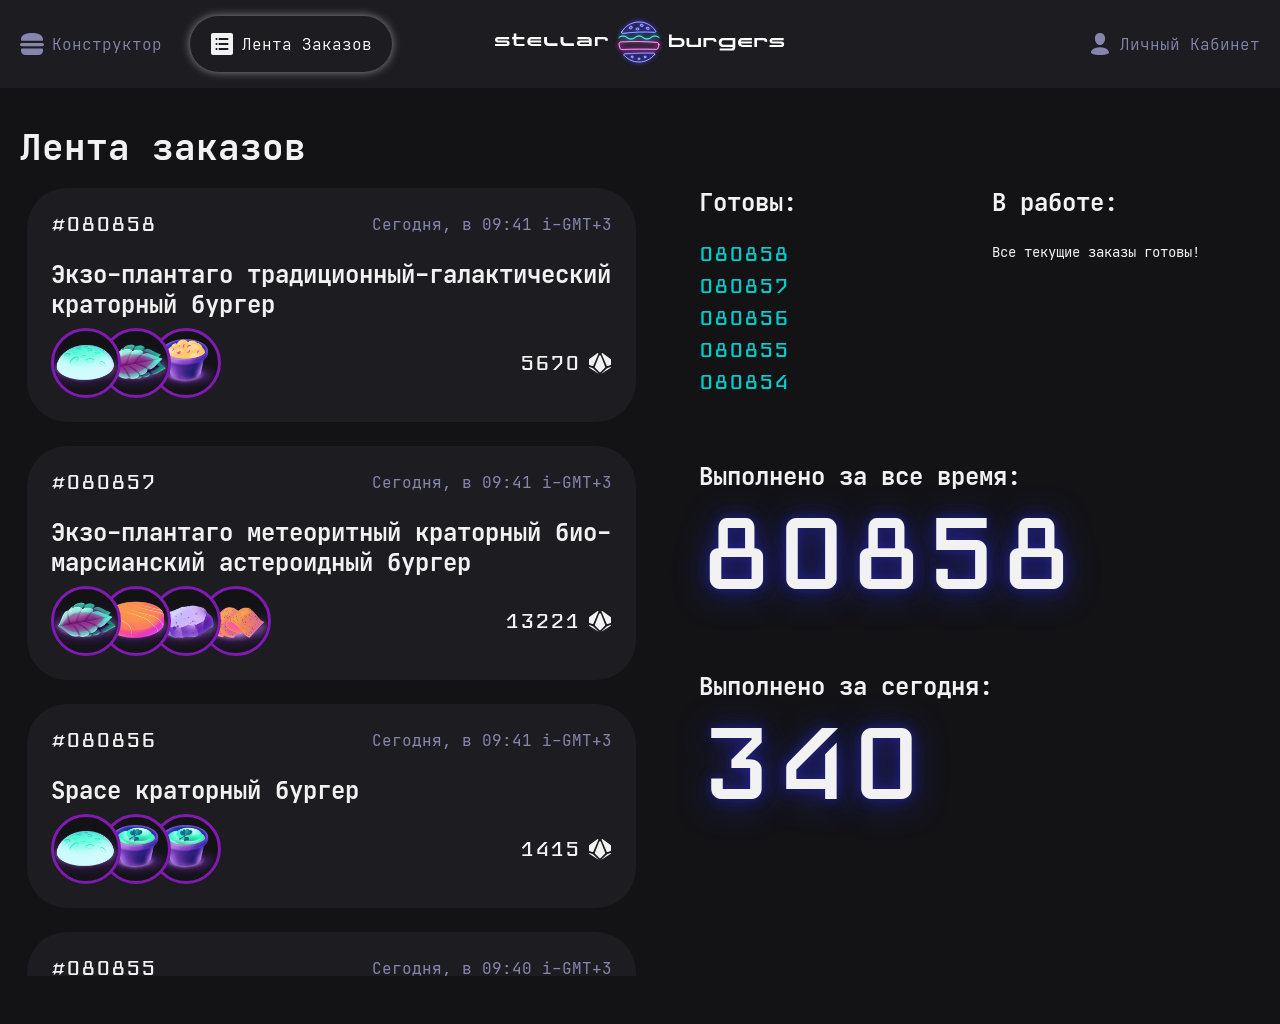 Конструктор
Лента Заказов
stellar burgers
Личный Кабинет
Лента заказов
#080858
Сегодня, в 09:41 i-GMT+3
Экзо-плантаго традиционный-галактический
краторный бургер
5670
#080857
Сегодня, в 09:41 i-GMT+3
Экзо-плантаго метеоритный краторный био-
марсианский астероидный бургер
13221
#080856
Сегодня, в 09:41 i-GMT+3
Space краторный бургер
1415
#080855
Сегодня, в 09:40 i-GMT+3
Готовы:
080858
080857
080856
080855
080854
В работе:
Все текущие заказы готовы!
Выполнено за все время:
80858
Выполнено за сегодня:
340